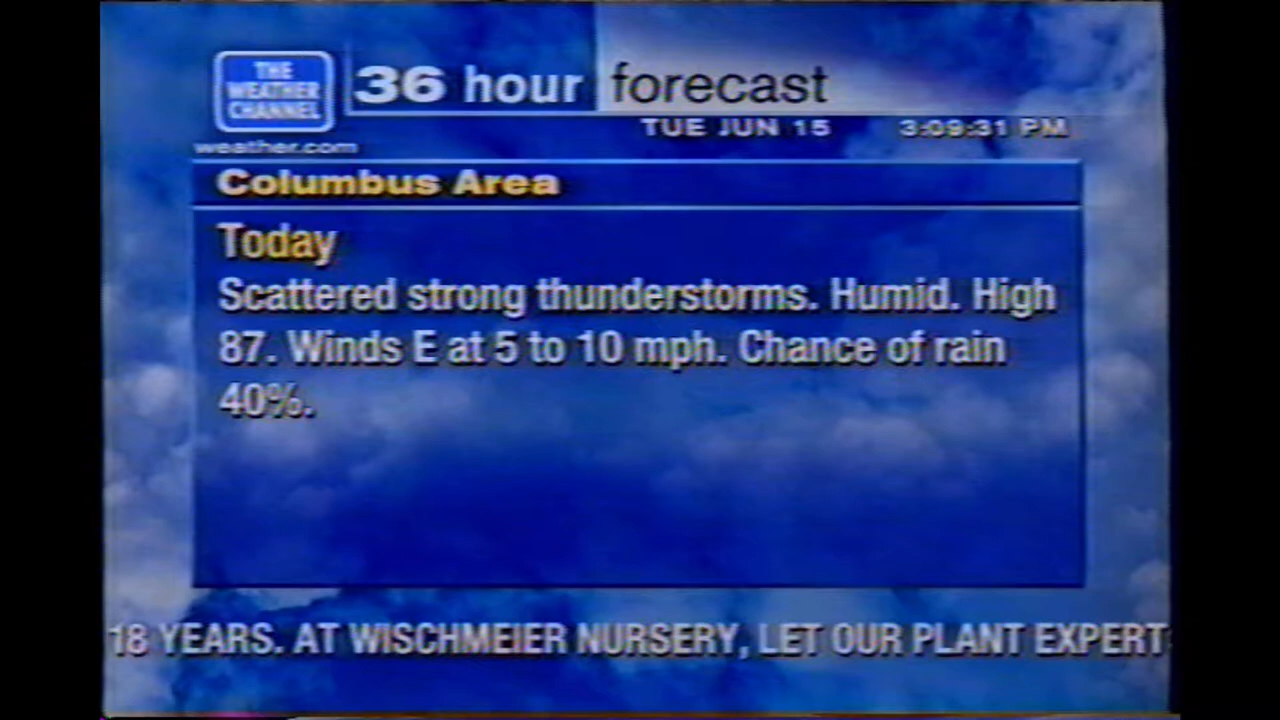 THE
WEATHER
CHANNEL
36 hour forecast
TUE JUN 15 3:09:31 PM
weather.com
Columbus Area
Today
Scattered strong thunderstorms. Humid. High
87. Winds E at 5 to 10 mph. Chance of rain
40%.
18 YEARS. AT WISCHMEIER NURSERY, LET OUR PLANT EXPERT